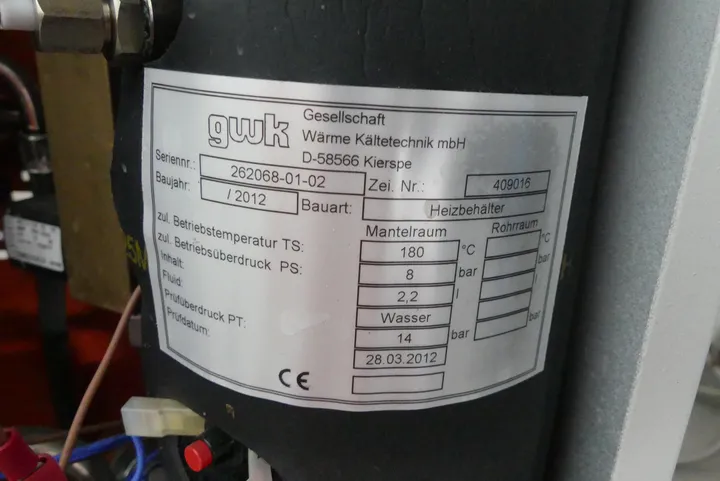 gwk
Gesellschaft
Wärme Kältetechnik mbH
D-58566 Kierspe
Seriennr.: 262068-01-02 Zei. Nr.: 409016
Baujahr: / 2012 Bauart: Heizbehälter
Mantelraum Rohrraum
zul. Betriebstemperatur TS: 180 °C °C
zul. Betriebsüberdruck PS: 8 bar bar
Inhalt: 2,2 l l
Fluid: Wasser
Prüfüberdruck PT: 14 bar bar
Prüfdatum: 28.03.2012
CE